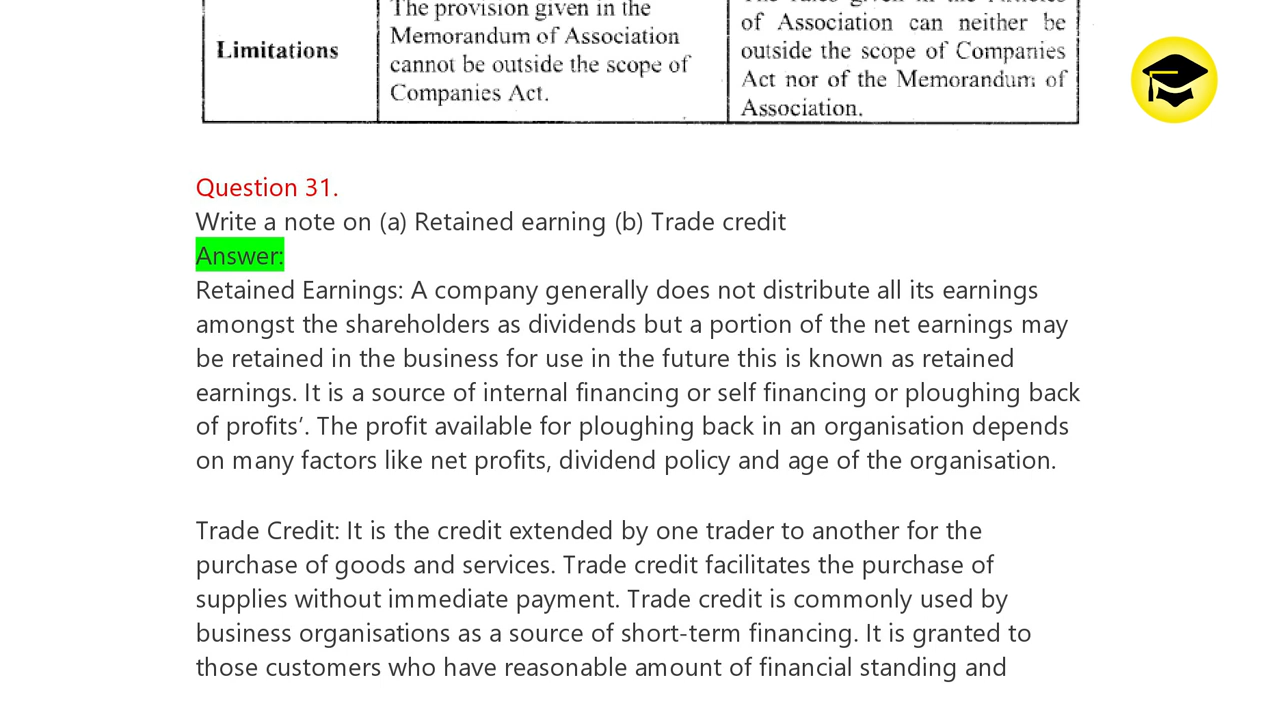 The provision given in the
Memorandum of Association
Limitations
cannot be outside the scope of
Companies Act.
of Association can neither be
outside the scope of Companies
Act nor of the Memorandum of
Association.
Question 31.
Write a note on (a) Retained earning (b) Trade credit
Answer:
Retained Earnings: A company generally does not distribute all its earnings
amongst the shareholders as dividends but a portion of the net earnings may
be retained in the business for use in the future this is known as retained
earnings. It is a source of internal financing or self financing or ploughing back
of profits’. The profit available for ploughing back in an organisation depends
on many factors like net profits, dividend policy and age of the organisation.
Trade Credit: It is the credit extended by one trader to another for the
purchase of goods and services. Trade credit facilitates the purchase of
supplies without immediate payment. Trade credit is commonly used by
business organisations as a source of short-term financing. It is granted to
those customers who have reasonable amount of financial standing and